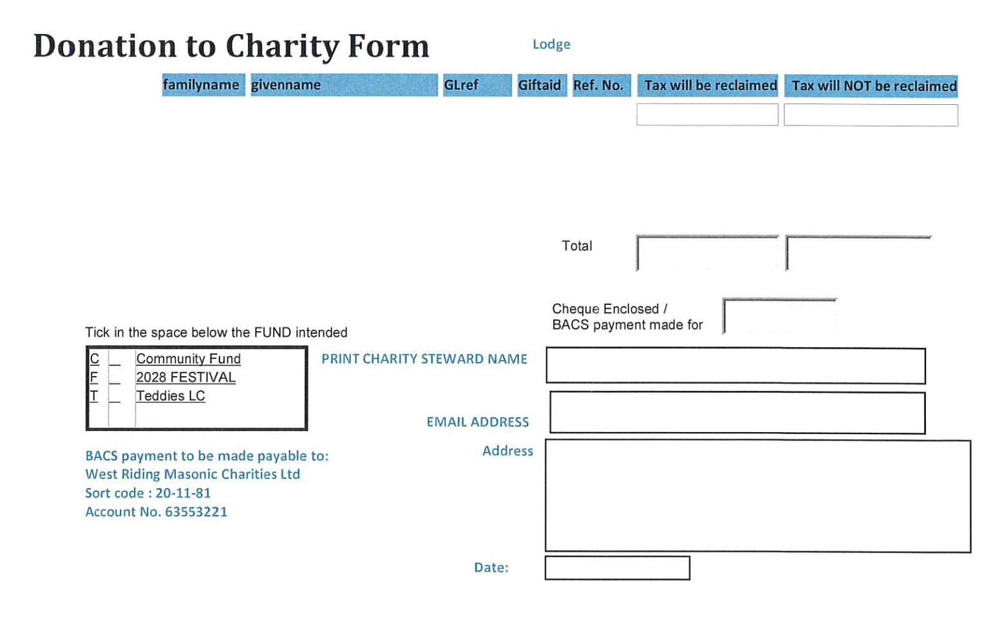 Donation to Charity Form
Lodge
familyname givenname GLref Giftaid Ref. No. Tax will be reclaimed Tax will NOT be reclaimed
Total
Cheque Enclosed /
BACS payment made for
Tick in the space below the FUND intended
C _ Community Fund
F _ 2028 FESTIVAL
T _ Teddies LC
PRINT CHARITY STEWARD NAME
EMAIL ADDRESS
Address
BACS payment to be made payable to:
West Riding Masonic Charities Ltd
Sort code : 20-11-81
Account No. 63553221
Date: